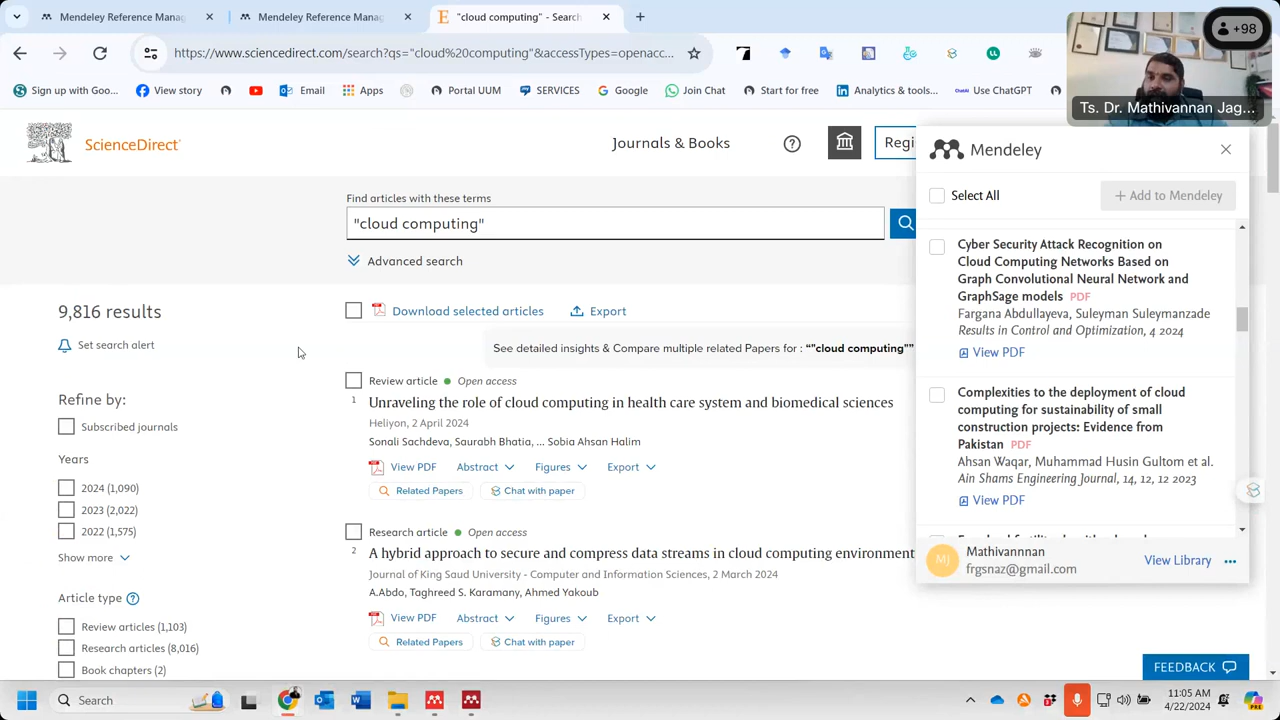 Mendeley Reference Manag
Mendeley Reference Manag
"cloud computing" - Search
https://www.sciencedirect.com/search?qs="cloud%20computing"&accessTypes=openacc...
+98
Sign up with Goo...
View story
Email
Apps
Portal UUM
SERVICES
Google
Join Chat
Start for free
Analytics & tools...
Use ChatGPT
Ts. Dr. Mathivannan Jag...
ScienceDirect
Journals & Books
Regi
Find articles with these terms
"cloud computing"
Advanced search
9,816 results
Set search alert
Download selected articles
Export
See detailed insights & Compare multiple related Papers for : ""cloud computing""
Refine by:
Subscribed journals
Years
2024 (1,090)
2023 (2,022)
2022 (1,575)
Show more
Article type
Review articles (1,103)
Research articles (8,016)
Book chapters (2)
Review article
Open access
1
Unraveling the role of cloud computing in health care system and biomedical sciences
Heliyon, 2 April 2024
Sonali Sachdeva, Saurabh Bhatia, ... Sobia Ahsan Halim
View PDF
Abstract
Figures
Export
Related Papers
Chat with paper
Research article
Open access
2
A hybrid approach to secure and compress data streams in cloud computing environment
Journal of King Saud University - Computer and Information Sciences, 2 March 2024
A.Abdo, Taghreed S. Karamany, Ahmed Yakoub
View PDF
Abstract
Figures
Export
Related Papers
Chat with paper
Mendeley
Select All
+ Add to Mendeley
Cyber Security Attack Recognition on
Cloud Computing Networks Based on
Graph Convolutional Neural Network and
GraphSage models PDF
Fargana Abdullayeva, Suleyman Suleymanzade
Results in Control and Optimization, 4 2024
View PDF
Complexities to the deployment of cloud
computing for sustainability of small
construction projects: Evidence from
Pakistan PDF
Ahsan Waqar, Muhammad Husin Gultom et al.
Ain Shams Engineering Journal, 14, 12, 12 2023
View PDF
MJ
Mathivannnan
frgsnaz@gmail.com
View Library
FEEDBACK
Search
11:05 AM
4/22/2024